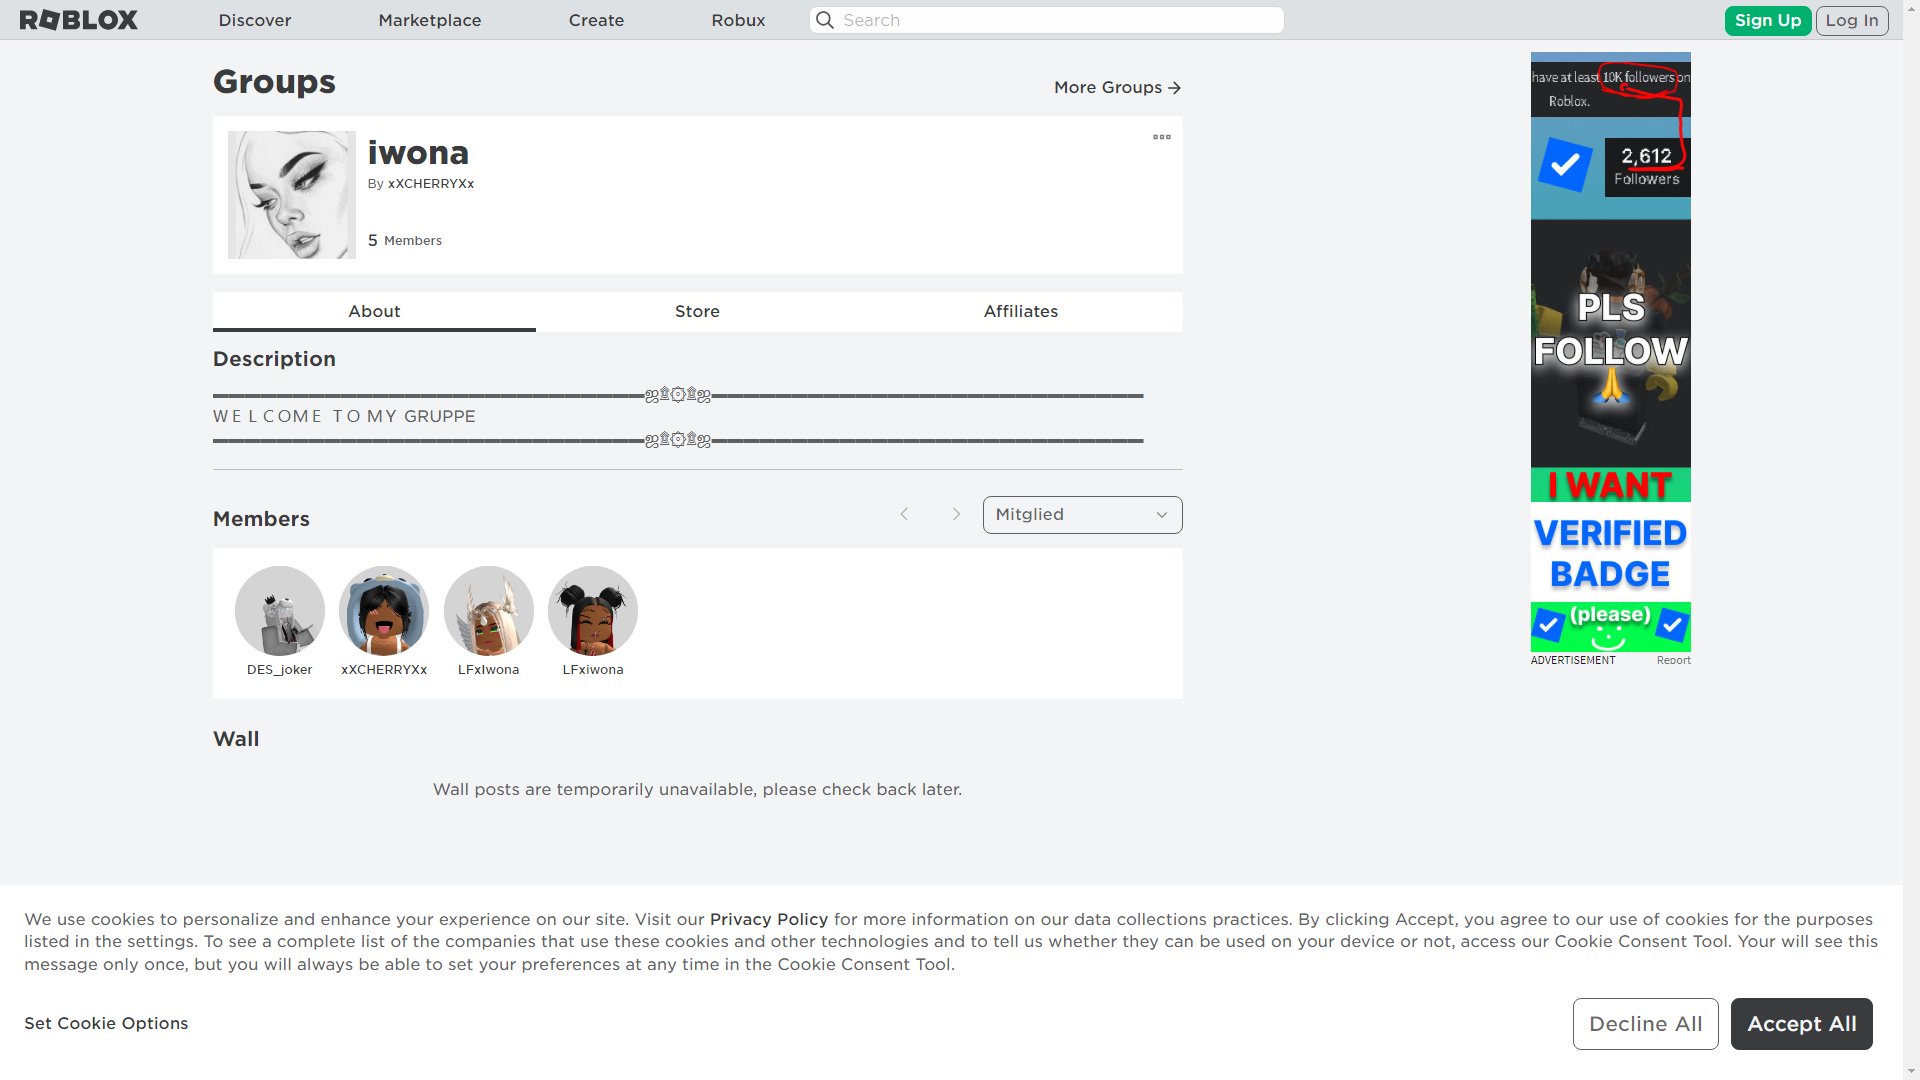 ROBLOX
Discover
Marketplace
Create
Robux
Search
Sign Up
Log In
Groups
More Groups
iwona
By xXCHERRYXx
5 Members
About
Store
Affiliates
Description
▬▬▬▬▬▬▬▬▬▬▬▬▬▬▬▬▬▬▬▬▬▬▬▬▬▬▬ஜ۩۞۩ஜ▬▬▬▬▬▬▬▬▬▬▬▬▬▬▬▬▬▬▬▬▬▬▬▬▬▬▬
W E L C O M E T O M Y GRUPPE
▬▬▬▬▬▬▬▬▬▬▬▬▬▬▬▬▬▬▬▬▬▬▬▬▬▬▬ஜ۩۞۩ஜ▬▬▬▬▬▬▬▬▬▬▬▬▬▬▬▬▬▬▬▬▬▬▬▬▬▬▬
Members
Mitglied
DES_joker
xXCHERRYXx
LFxIwona
LFxiwona
Wall
Wall posts are temporarily unavailable, please check back later.
have at least 10K followers on
Roblox.
2,612
Followers
PLS
FOLLOW
🙏
I WANT
VERIFIED
BADGE
(please)
ADVERTISEMENT
Report
We use cookies to personalize and enhance your experience on our site. Visit our Privacy Policy for more information on our data collections practices. By clicking Accept, you agree to our use of cookies for the purposes
listed in the settings. To see a complete list of the companies that use these cookies and other technologies and to tell us whether they can be used on your device or not, access our Cookie Consent Tool. Your will see this
message only once, but you will always be able to set your preferences at any time in the Cookie Consent Tool.
Set Cookie Options
Decline All
Accept All